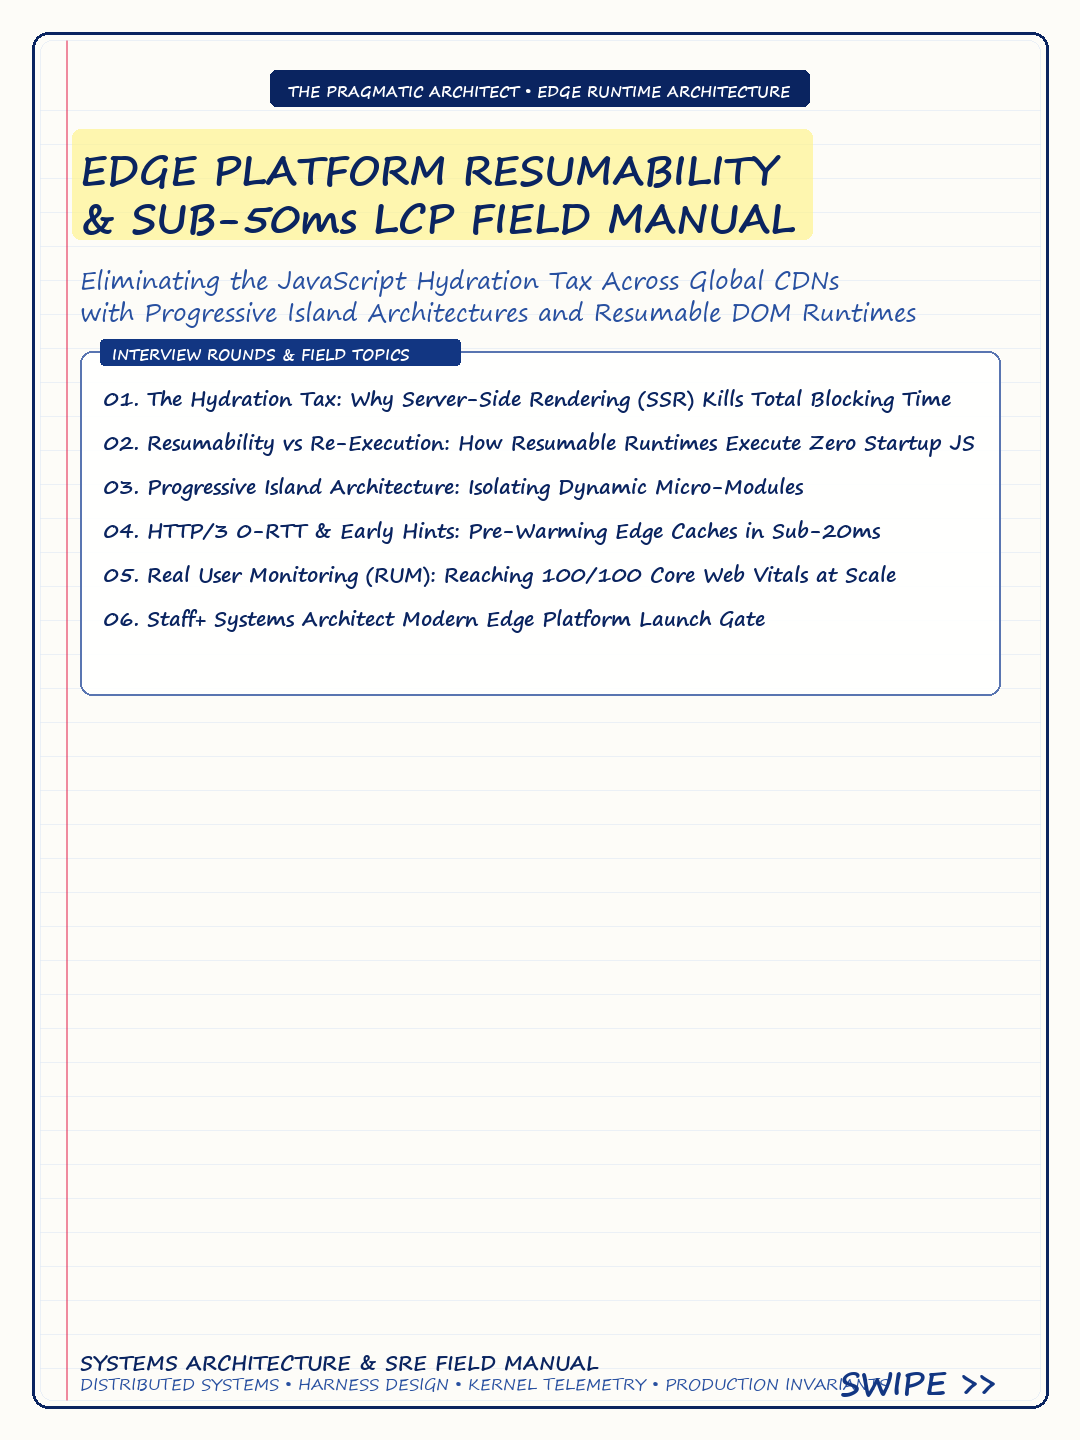 THE PRAGMATIC ARCHITECT • EDGE RUNTIME ARCHITECTURE
EDGE PLATFORM RESUMABILITY
& SUB-50ms LCP FIELD MANUAL
Eliminating the JavaScript Hydration Tax Across Global CDNs
with Progressive Island Architectures and Resumable DOM Runtimes
INTERVIEW ROUNDS & FIELD TOPICS
01. The Hydration Tax: Why Server-Side Rendering (SSR) Kills Total Blocking Time
02. Resumability vs Re-Execution: How Resumable Runtimes Execute Zero Startup JS
03. Progressive Island Architecture: Isolating Dynamic Micro-Modules
04. HTTP/3 0-RTT & Early Hints: Pre-Warming Edge Caches in Sub-20ms
05. Real User Monitoring (RUM): Reaching 100/100 Core Web Vitals at Scale
06. Staff+ Systems Architect Modern Edge Platform Launch Gate
SYSTEMS ARCHITECTURE & SRE FIELD MANUAL
DISTRIBUTED SYSTEMS • HARNESS DESIGN • KERNEL TELEMETRY • PRODUCTION INVARIANTS
SWIPE >>